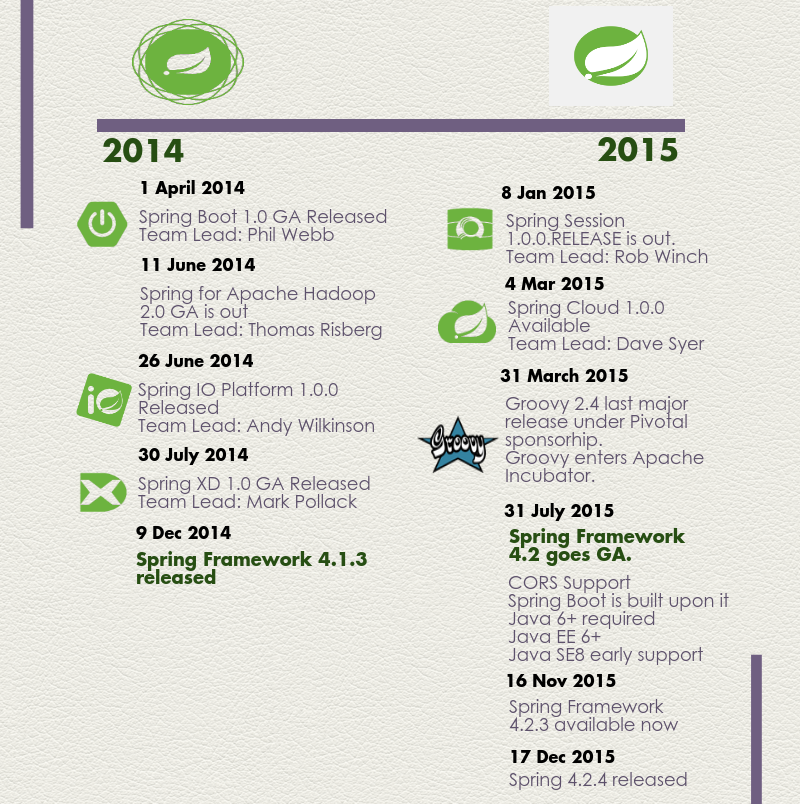 2014
1 April 2014
Spring Boot 1.0 GA Released
Team Lead: Phil Webb
11 June 2014
Spring for Apache Hadoop
2.0 GA is out
Team Lead: Thomas Risberg
26 June 2014
io
Spring IO Platform 1.0.0
Released
Team Lead: Andy Wilkinson
30 July 2014
Spring XD 1.0 GA Released
Team Lead: Mark Pollack
9 Dec 2014
Spring Framework 4.1.3
released
2015
8 Jan 2015
Spring Session
1.0.0.RELEASE is out.
Team Lead: Rob Winch
4 Mar 2015
Spring Cloud 1.0.0
Available
Team Lead: Dave Syer
31 March 2015
Groovy
Groovy 2.4 last major
release under Pivotal
sponsorhip.
Groovy enters Apache
Incubator.
31 July 2015
Spring Framework
4.2 goes GA.
CORS Support
Spring Boot is built upon it
Java 6+ required
Java EE 6+
Java SE8 early support
16 Nov 2015
Spring Framework
4.2.3 available now
17 Dec 2015
Spring 4.2.4 released